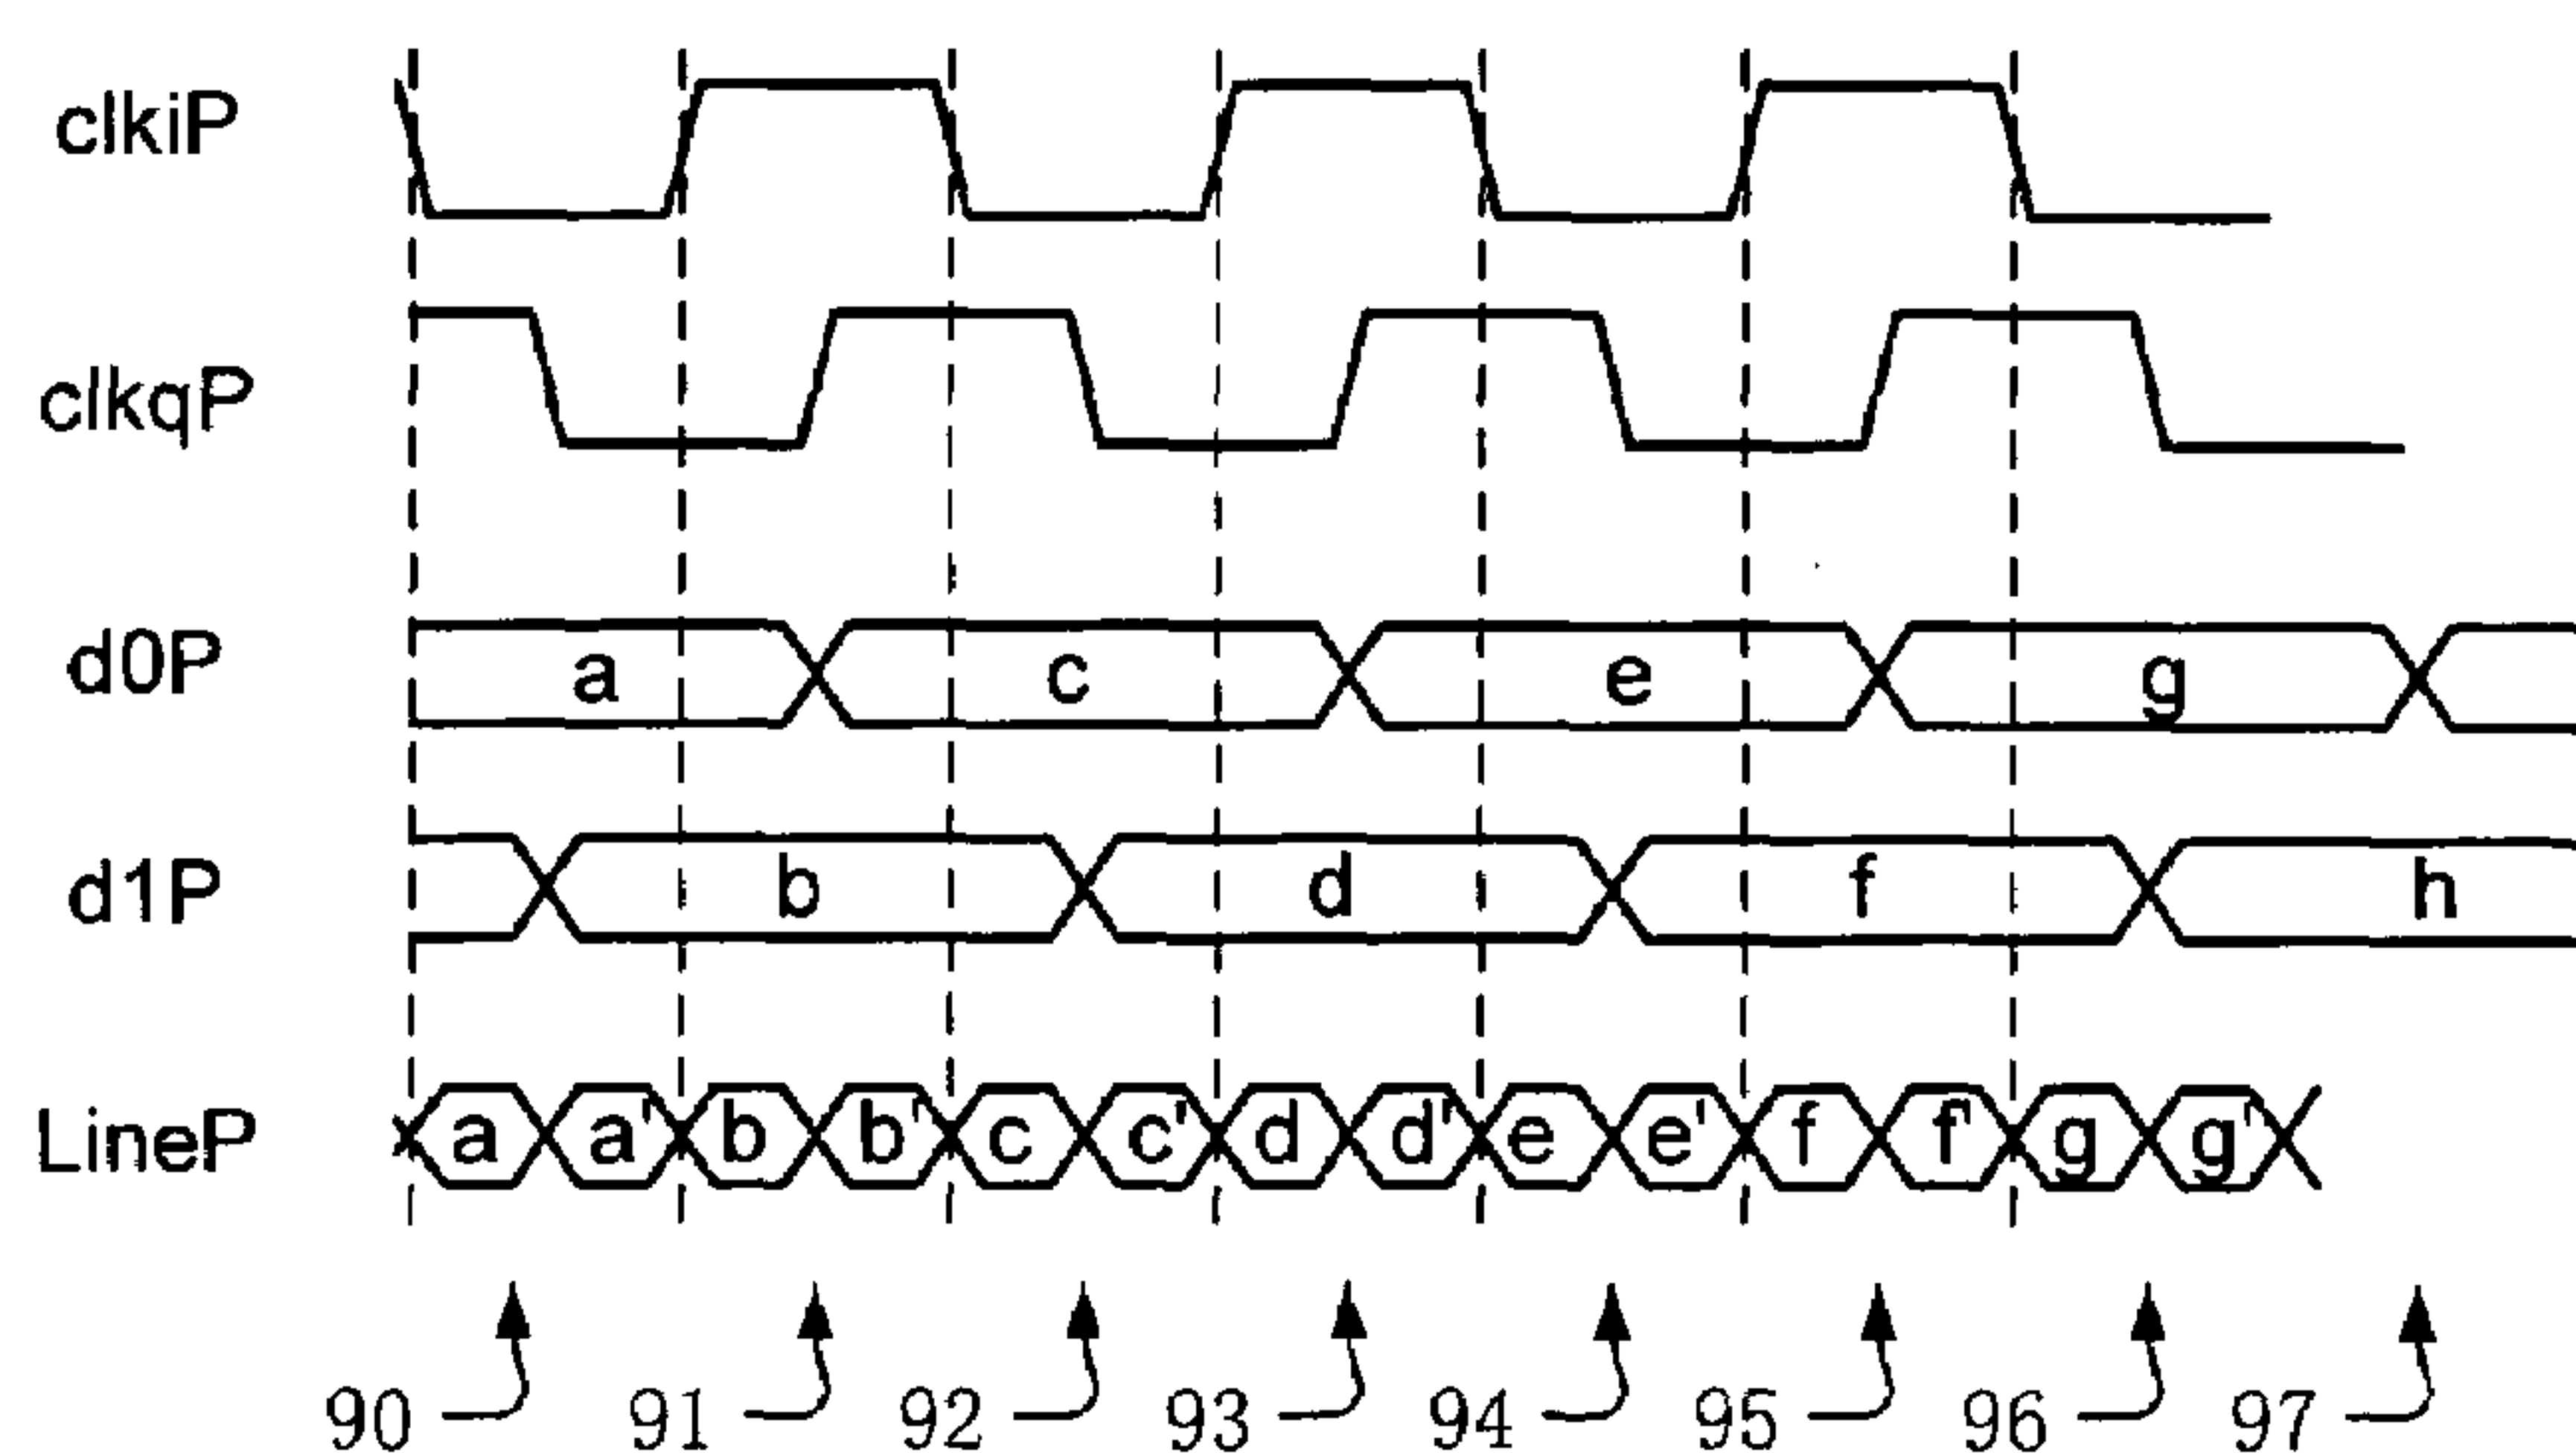 clkiP
clkqP
d0P a c e g
d1P b d f h
LineP a a' b b' c c' d d' e e' f f' g g'
90 91 92 93 94 95 96 97